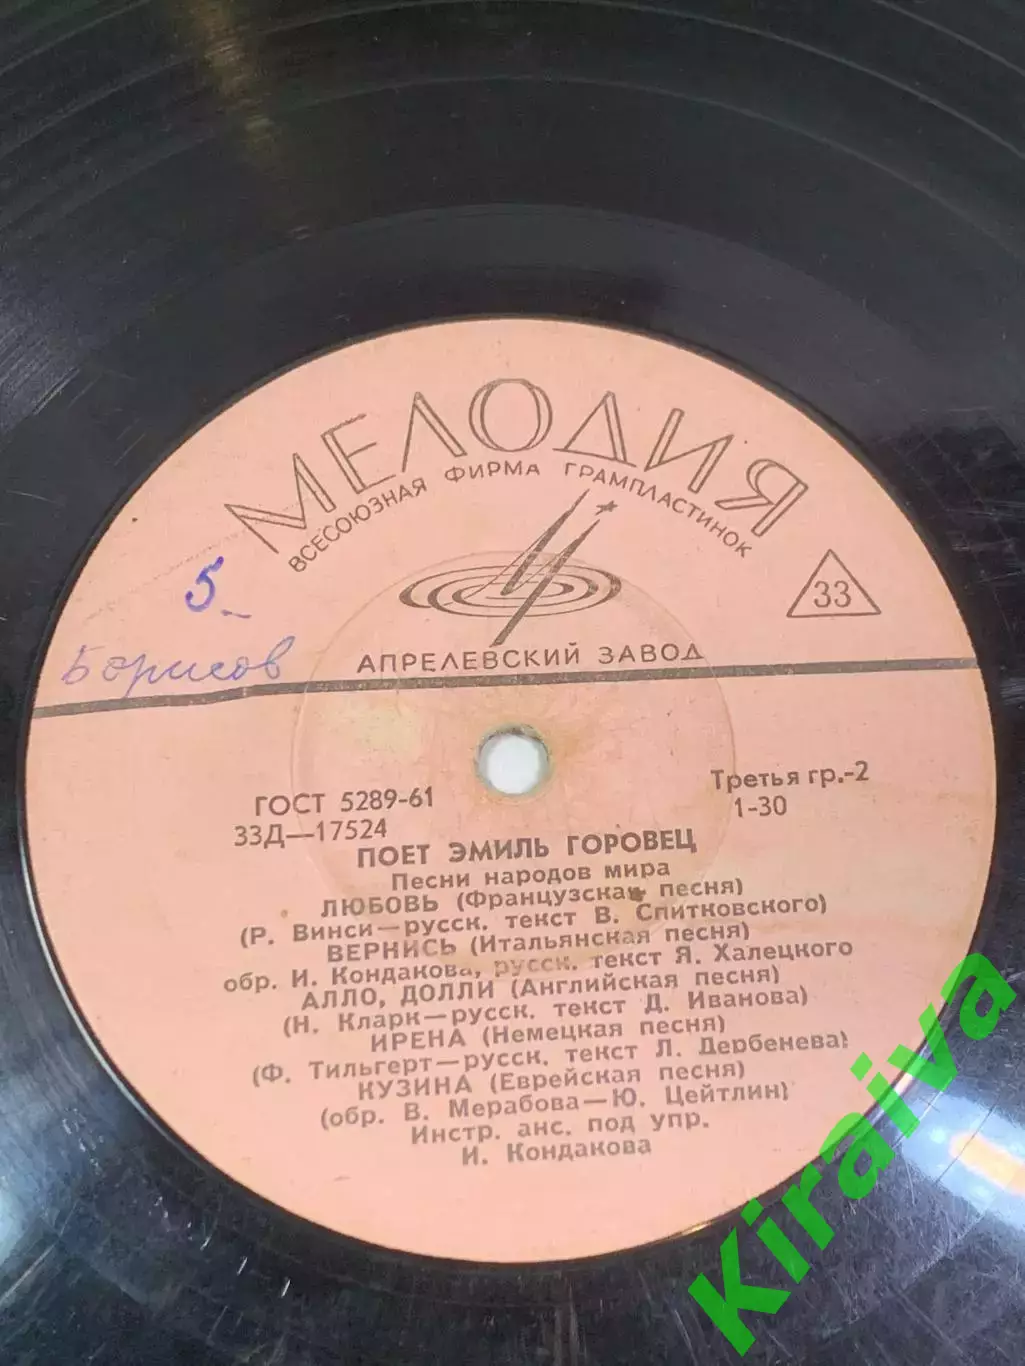 МЕЛОДИЯ
ВСЕСОЮЗНАЯ ФИРМА ГРАМПЛАСТИНОК
33
5
Борисов
АПРЕЛЕВСКИЙ ЗАВОД
ГОСТ 5289-61
Третья гр.-2
33Д—17524
1-30
ПОЕТ ЭМИЛЬ ГОРОВЕЦ
Песни народов мира
ЛЮБОВЬ (Французская песня)
(Р. Винси—русск. текст В. Спитковского)
ВЕРНИСЬ (Итальянская песня)
обр. И. Кондакова, русск. текст Я. Халецкого
АЛЛО, ДОЛЛИ (Английская песня)
(Н. Кларк—русск. текст Д. Иванова)
ИРЕНА (Немецкая песня)
(Ф. Тильгерт—русск. текст Л. Дербенева)
КУЗИНА (Еврейская песня)
(обр. В. Мерабова—Ю. Цейтлин)
Инстр. анс. под упр.
И. Кондакова
Kiraiva